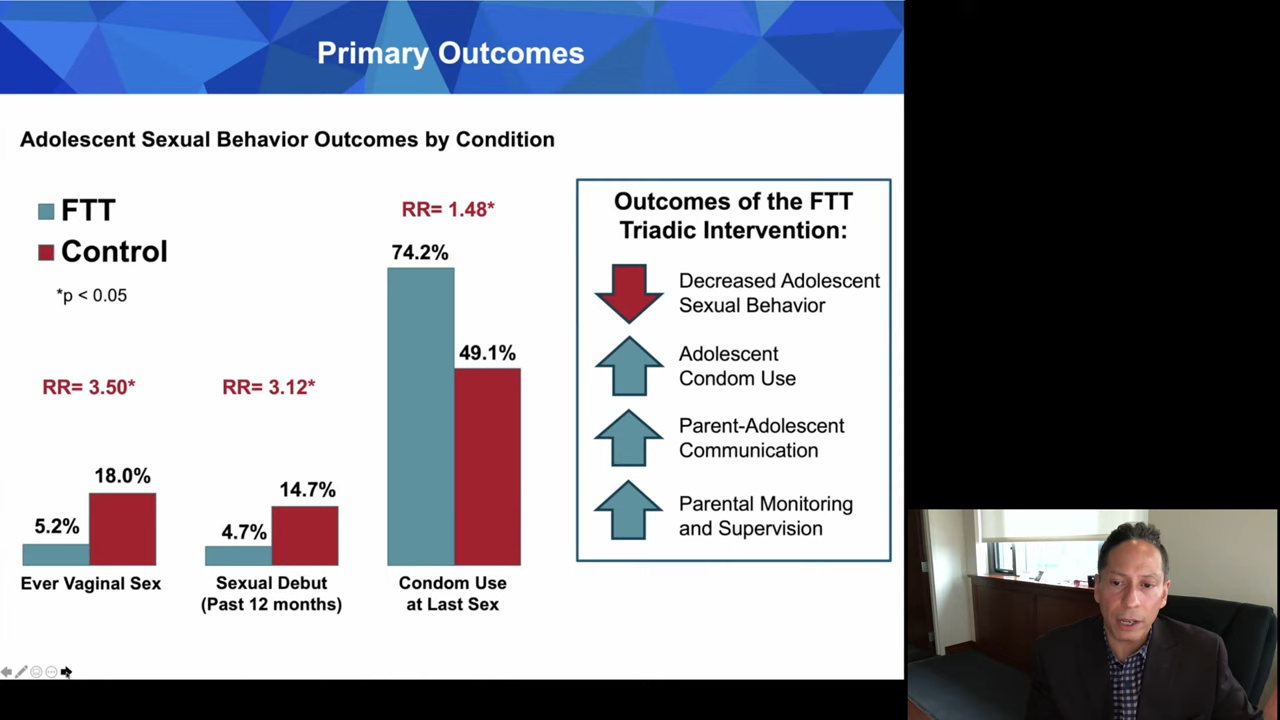 Primary Outcomes
Adolescent Sexual Behavior Outcomes by Condition
FTT
Control
*p < 0.05
RR= 3.50*
5.2%
18.0%
Ever Vaginal Sex
RR= 3.12*
4.7%
14.7%
Sexual Debut
(Past 12 months)
RR= 1.48*
74.2%
49.1%
Condom Use
at Last Sex
Outcomes of the FTT
Triadic Intervention:
Decreased Adolescent
Sexual Behavior
Adolescent
Condom Use
Parent-Adolescent
Communication
Parental Monitoring
and Supervision